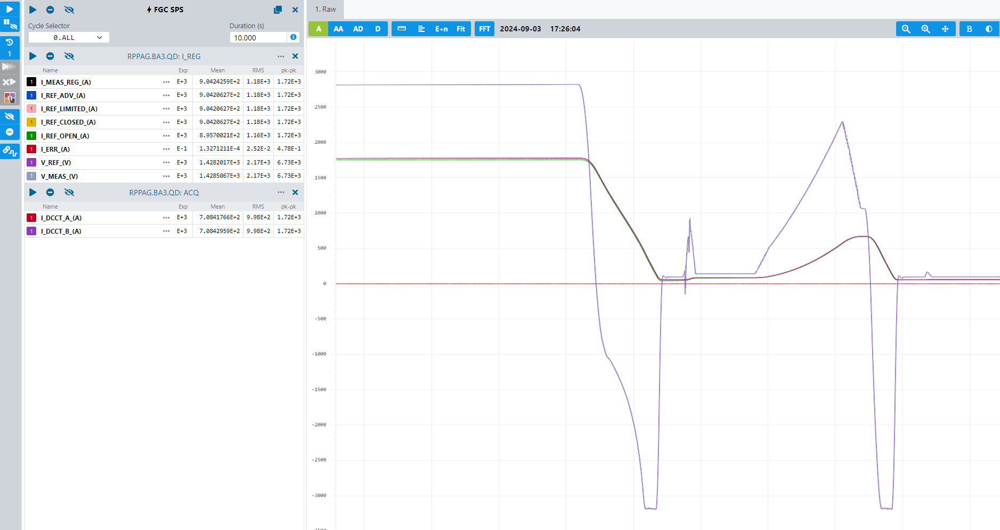 FGC SPS
Cycle Selector Duration (s)
0.ALL 10.000
1
RPPAG.BA3.QD: I_REG
Name Exp Mean RMS pk-pk
1 I_MEAS_REG_(A) E+3 9.0424259E+2 1.18E+3 1.72E+3
1 I_REF_ADV_(A) E+3 9.0420627E+2 1.18E+3 1.72E+3
1 I_REF_LIMITED_(A) E+3 9.0420627E+2 1.18E+3 1.72E+3
1 I_REF_CLOSED_(A) E+3 9.0420627E+2 1.18E+3 1.72E+3
1 I_REF_OPEN_(A) E+3 8.9570021E+2 1.16E+3 1.72E+3
1 I_ERR_(A) E-1 1.3271211E-4 2.52E-2 4.78E-1
1 V_REF_(V) E+3 1.4282017E+3 2.17E+3 6.73E+3
1 V_MEAS_(V) E+3 1.4285067E+3 2.17E+3 6.73E+3
RPPAG.BA3.QD: ACQ
Name Exp Mean RMS pk-pk
1 I_DCCT_A_(A) E+3 7.0841766E+2 9.98E+2 1.72E+3
1 I_DCCT_B_(A) E+3 7.0842959E+2 9.98E+2 1.72E+3
1. Raw
A AA AD D E+n Fit FFT 2024-09-03 17:26:04 B
3000
2500
2000
1500
1000
500
0
-500
-1000
-1500
-2000
-2500
-3000